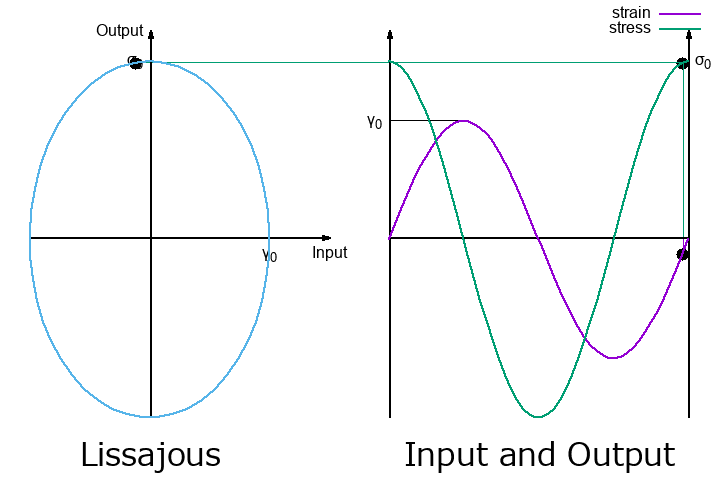 strain
stress
Output
σ₀
γ₀
γ₀
Input
Lissajous
Input and Output